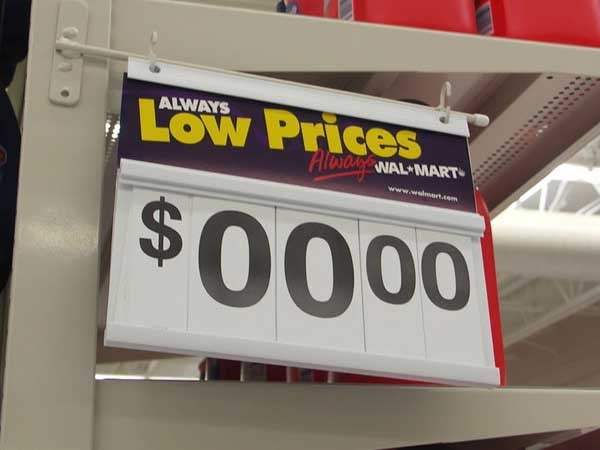 ALWAYS
Low Prices
Always WAL★MART
www.walmart.com
$0000